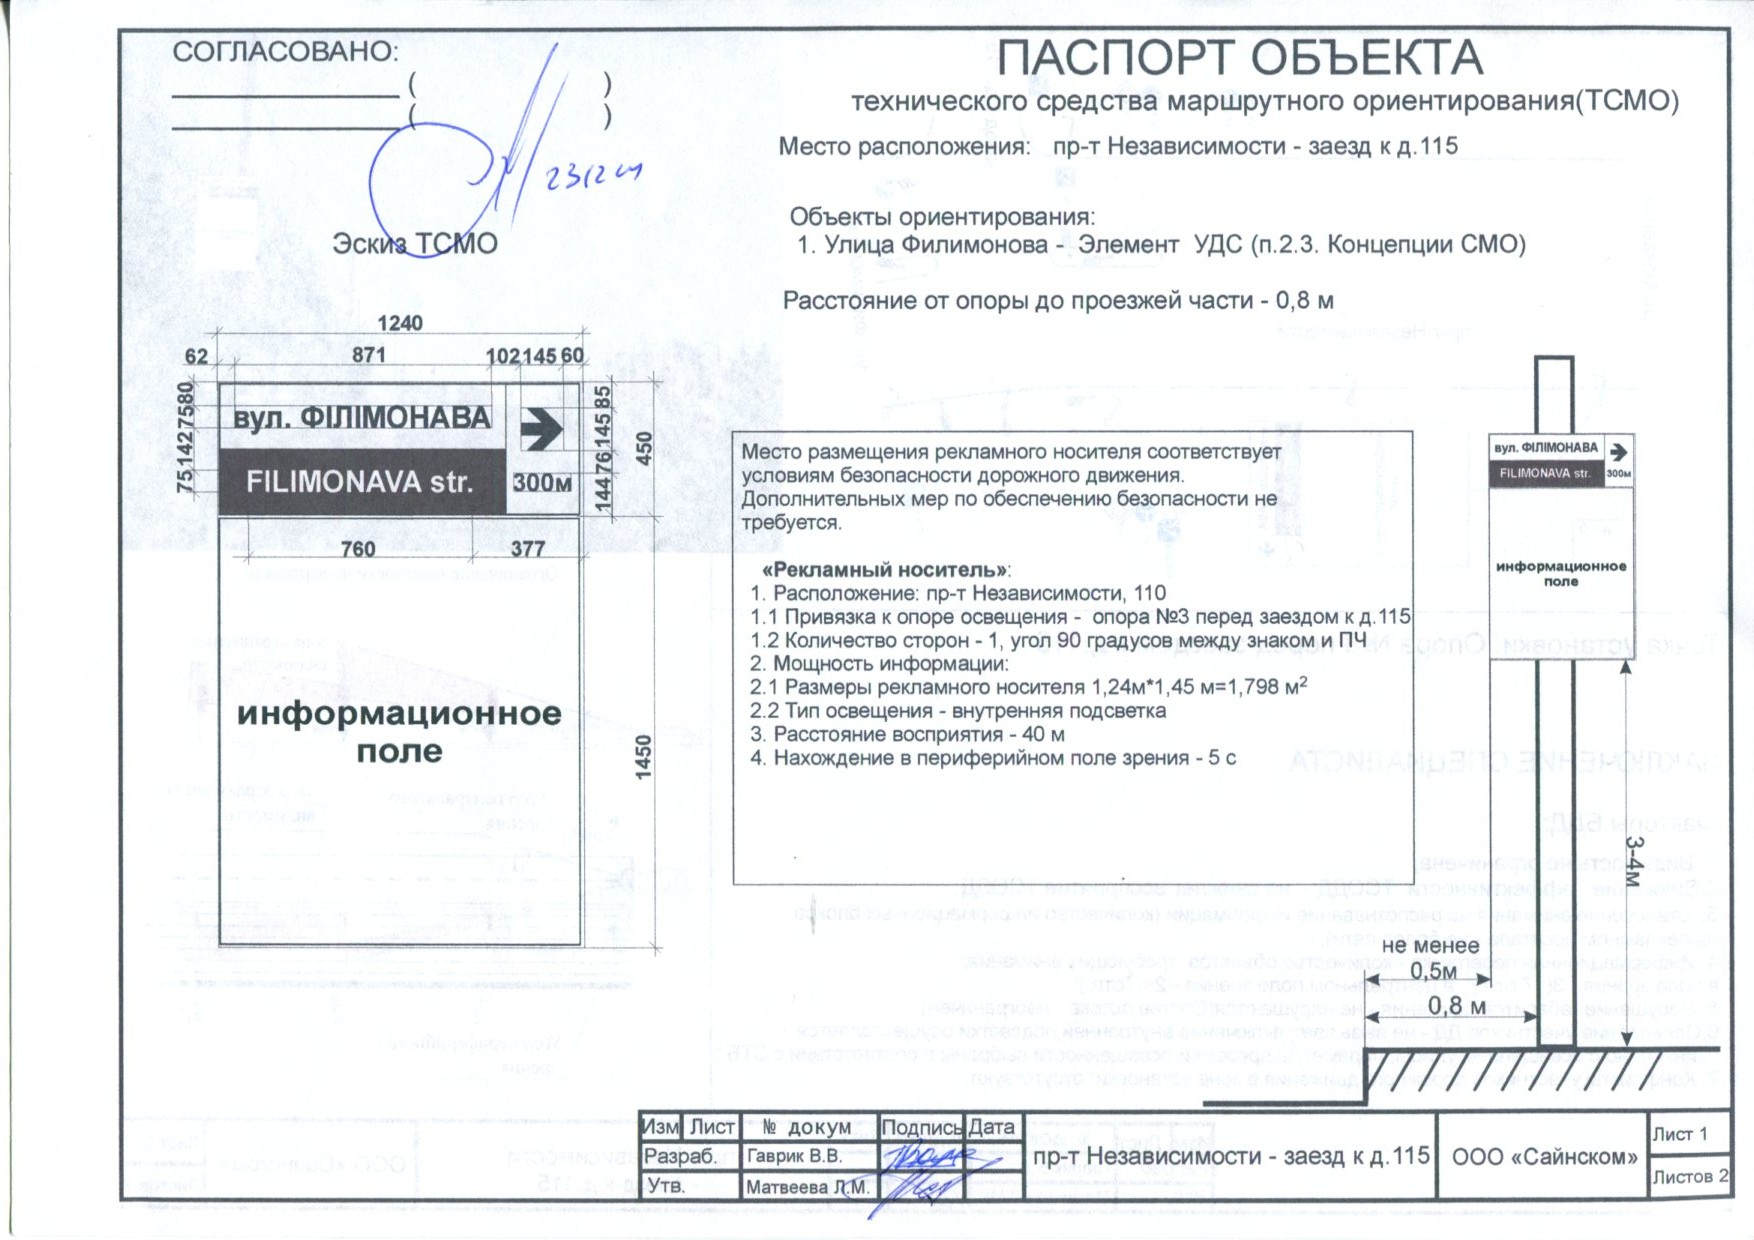 СОГЛАСОВАНО:
( )
( )
Эскиз ТСМО
ПАСПОРТ ОБЪЕКТА
технического средства маршрутного ориентирования(ТСМО)
Место расположения: пр-т Независимости - заезд к д.115
Объекты ориентирования:
1. Улица Филимонова - Элемент УДС (п.2.3. Концепции СМО)
Расстояние от опоры до проезжей части - 0,8 м
1240
62 871 102 145 60
80 75 142 75
вул. ФІЛІМОНАВА
FILIMONAVA str.
300м
85 145 76 144
450
760 377
информационное
поле
1450
Место размещения рекламного носителя соответствует
условиям безопасности дорожного движения.
Дополнительных мер по обеспечению безопасности не
требуется.
«Рекламный носитель»:
1. Расположение: пр-т Независимости, 110
1.1 Привязка к опоре освещения - опора №3 перед заездом к д.115
1.2 Количество сторон - 1, угол 90 градусов между знаком и ПЧ
2. Мощность информации:
2.1 Размеры рекламного носителя 1,24м*1,45 м=1,798 м²
2.2 Тип освещения - внутренняя подсветка
3. Расстояние восприятия - 40 м
4. Нахождение в периферийном поле зрения - 5 с
вул. ФІЛІМОНАВА
FILIMONAVA str. 300м
информационное
поле
3-4м
не менее
0,5м
0,8 м
Изм Лист № докум Подпись Дата
Разраб. Гаврик В.В.
Утв. Матвеева Л.М.
пр-т Независимости - заезд к д.115
ООО «Сайнском»
Лист 1
Листов 2